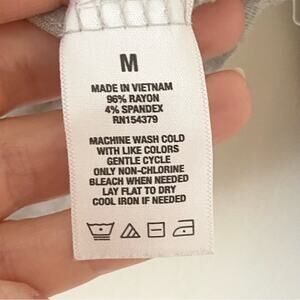 M
MADE IN VIETNAM
96% RAYON
4% SPANDEX
RN154379
MACHINE WASH COLD
WITH LIKE COLORS
GENTLE CYCLE
ONLY NON-CHLORINE
BLEACH WHEN NEEDED
LAY FLAT TO DRY
COOL IRON IF NEEDED